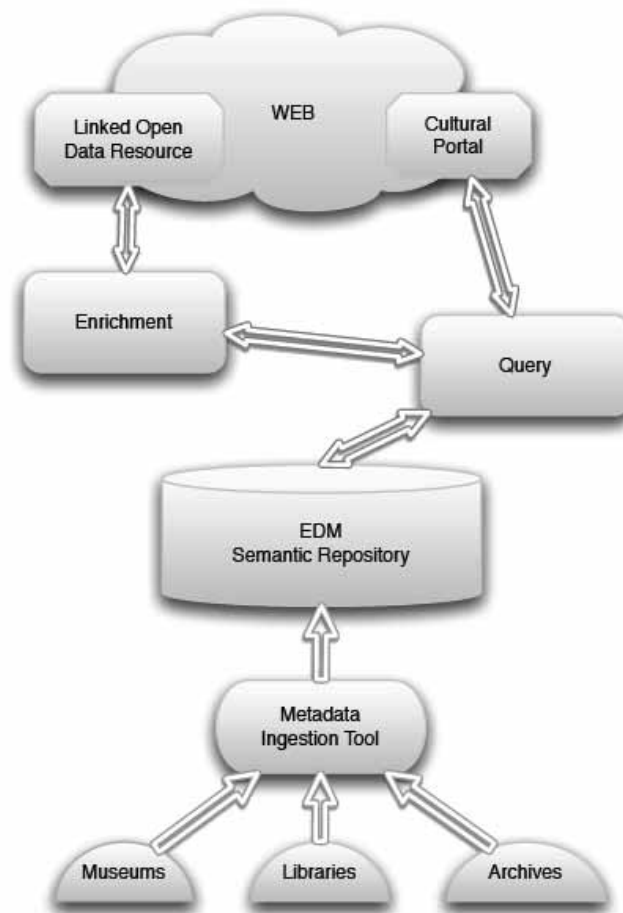 WEB
Linked Open
Data Resource
Cultural
Portal
Enrichment
Query
EDM
Semantic Repository
Metadata
Ingestion Tool
Museums
Libraries
Archives